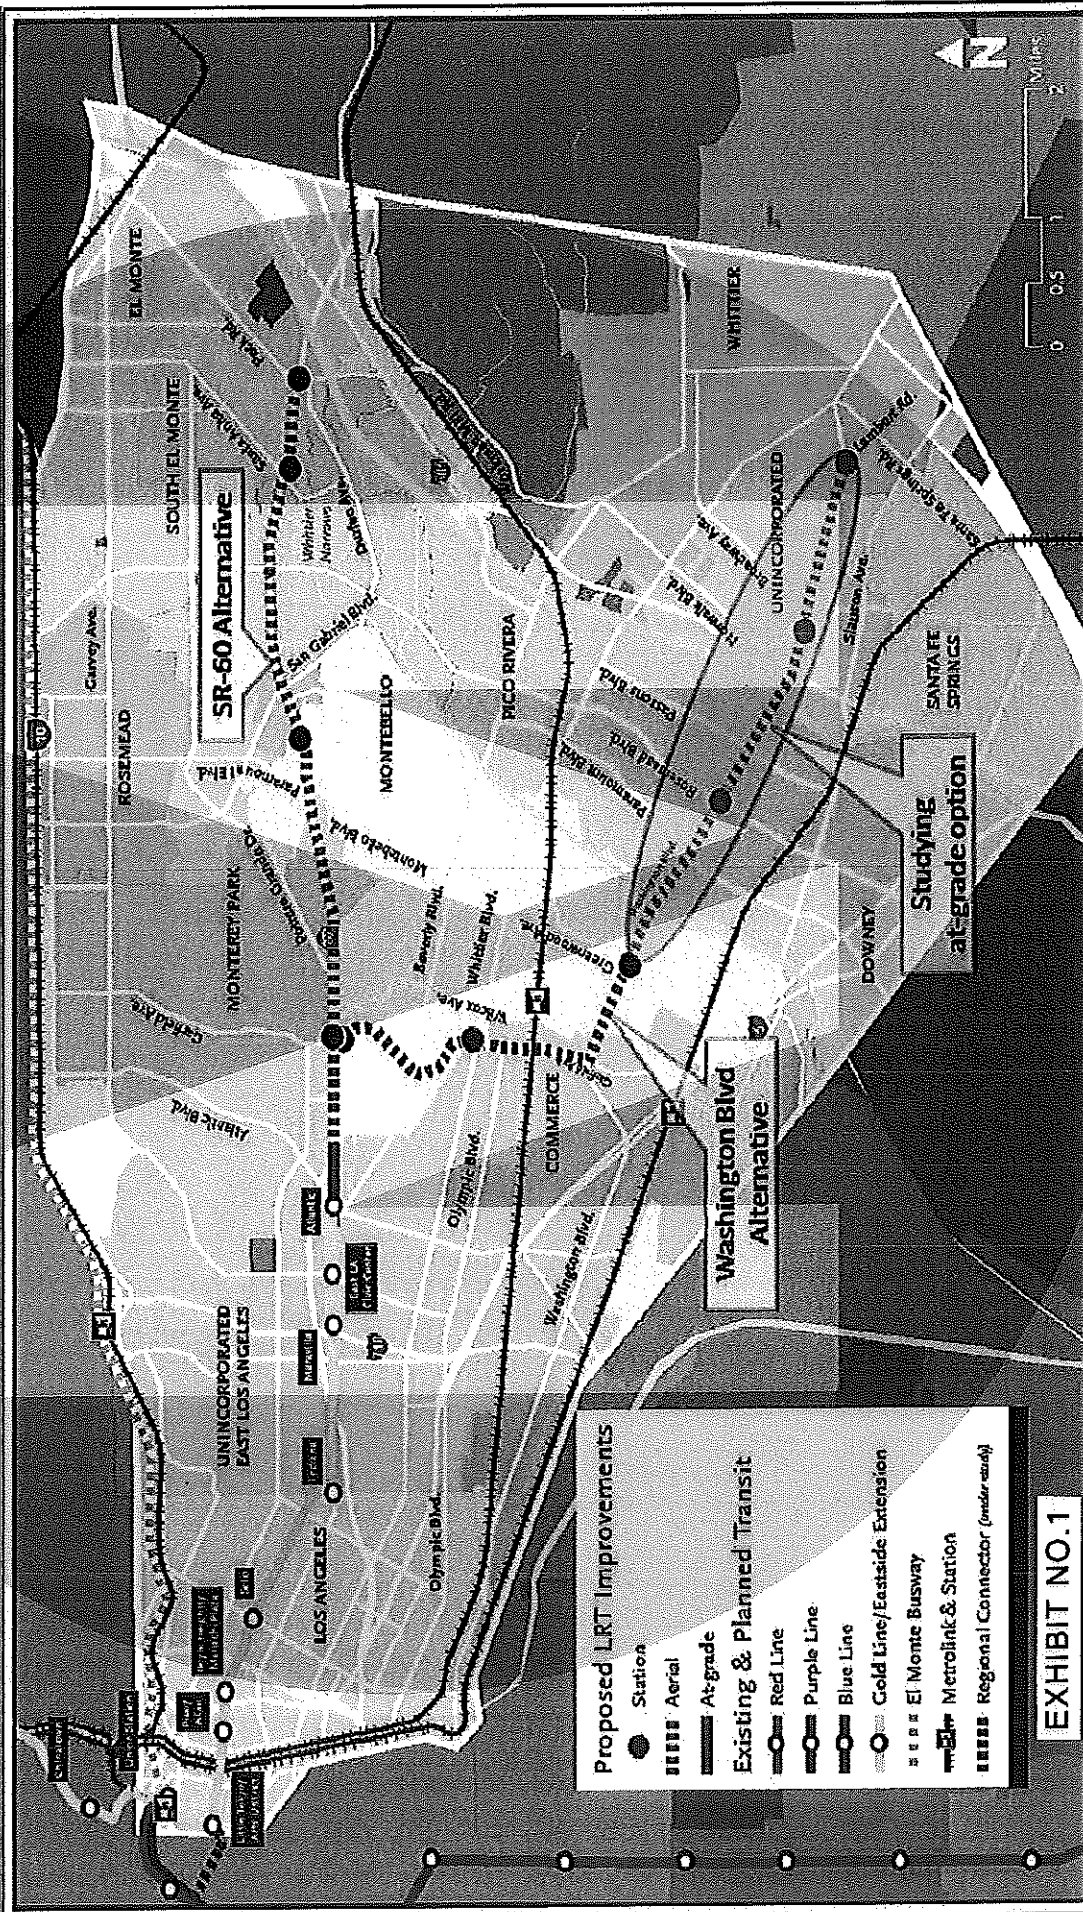 EL MONTE
SOUTH EL MONTE
Peck Rd.
Santa Anita Ave.
Whittier
Narrows
Durfee Ave.
SR-60 Alternative
San Gabriel Blvd.
Garvey Ave.
ROSEMEAD
Paramount Blvd.
MONTEBELLO
Montebello Blvd.
MONTEREY PARK
Garfield Ave.
Atlantic Blvd.
Beverly Blvd.
Whittier Blvd.
Wilcox Ave.
Greenwood Ave.
PICO RIVERA
Paramount Blvd.
Rosemead Blvd.
Passons Blvd.
Norwalk Blvd.
Broadway Ave.
UNINCORPORATED
WHITTIER
Lambert Rd.
Santa Fe Springs Rd.
Slauson Ave.
SANTA FE
SPRINGS
Studying
at-grade option
DOWNEY
COMMERCE
Washington Blvd
Alternative
Washington Blvd.
Olympic Blvd.
Atlantic
UNINCORPORATED
EAST LOS ANGELES
LOS ANGELES
Olympic Blvd.
N
0
0.5
1
2
MILES
Proposed LRT Improvements
Station
Aerial
At-grade
Existing & Planned Transit
Red Line
Purple Line
Blue Line
Gold Line/Eastside Extension
El Monte Busway
Metrolink & Station
Regional Connector (under study)
EXHIBIT NO.1